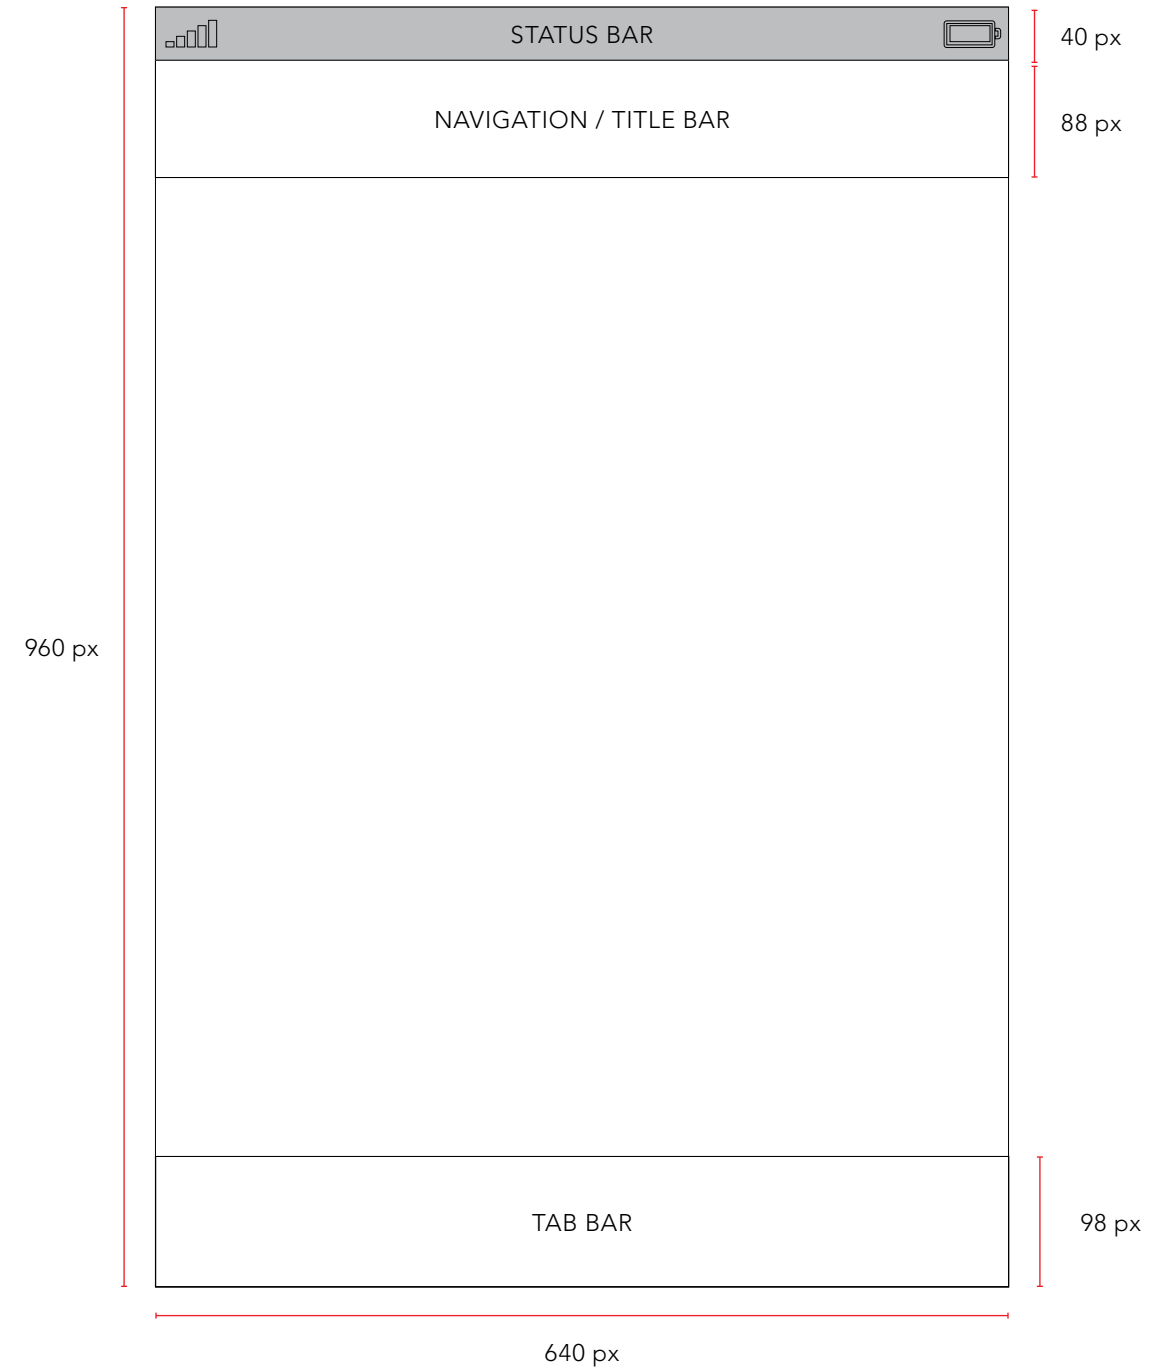 STATUS BAR
40 px
NAVIGATION / TITLE BAR
88 px
960 px
TAB BAR
98 px
640 px